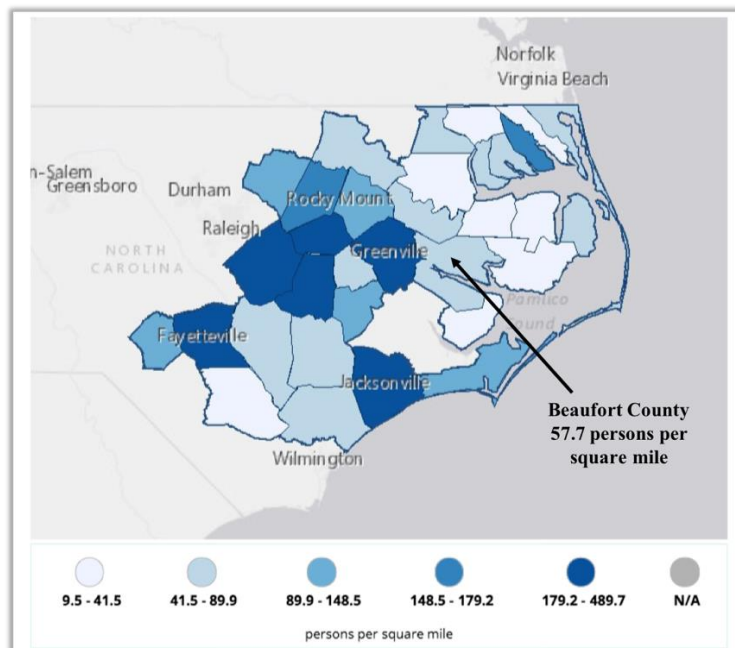 Norfolk
Virginia Beach
n-Salem
Greensboro
Durham
Rocky Mount
Raleigh
NORTH
CAROLINA
Greenville
Pamlico
ound
Fayetteville
Jacksonville
Beaufort County
57.7 persons per
square mile
Wilmington
9.5 - 41.5
41.5 - 89.9
89.9 - 148.5
148.5 - 179.2
179.2 - 489.7
N/A
persons per square mile